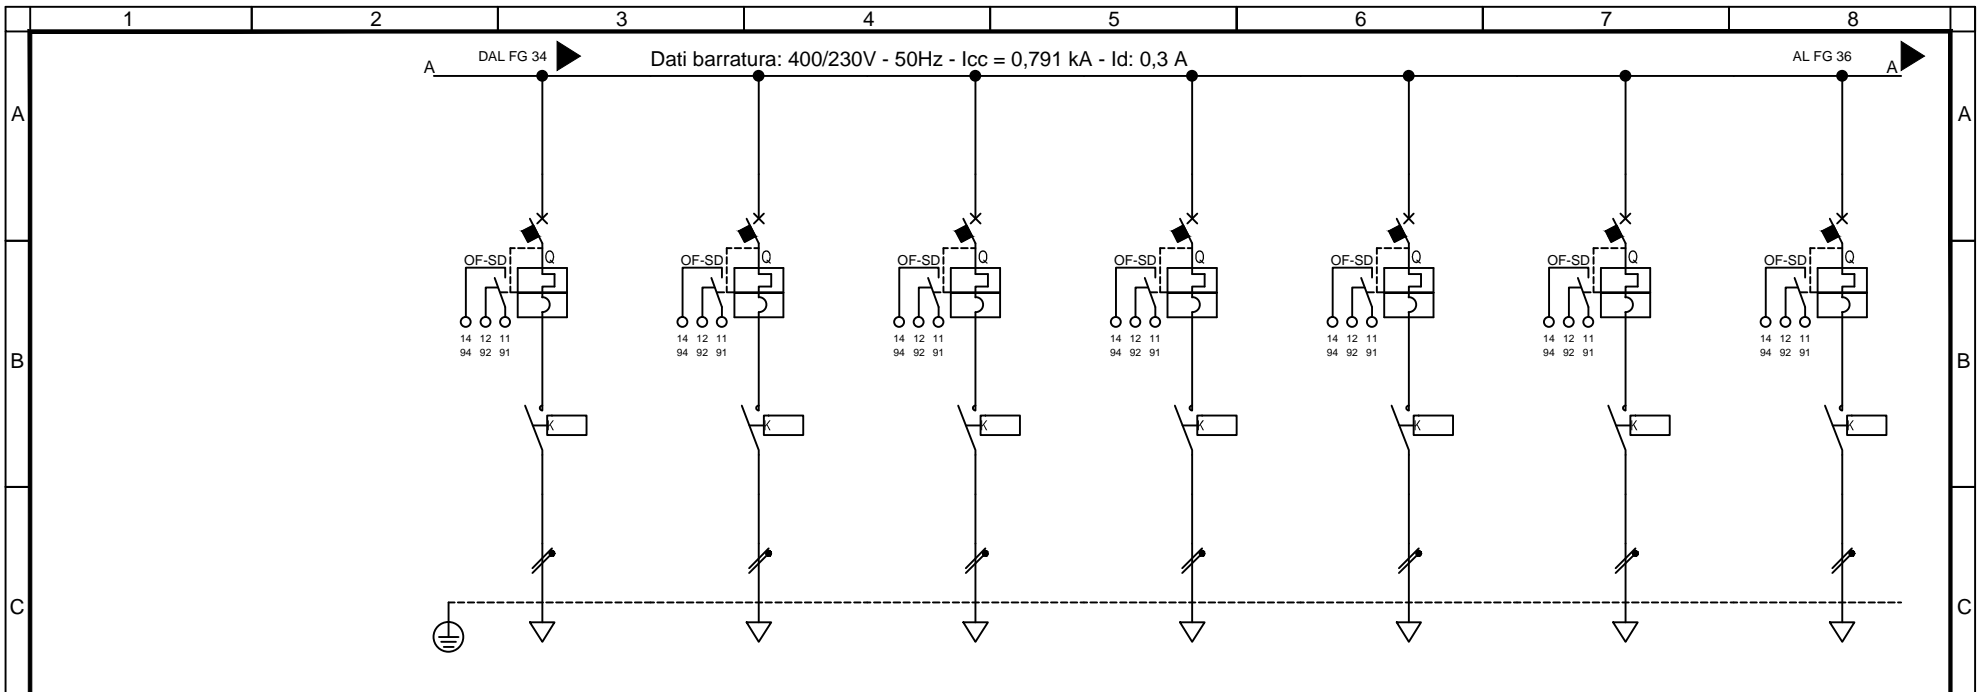 1 2 3 4 5 6 7 8
DAL FG 34 Dati barratura: 400/230V - 50Hz - Icc = 0,791 kA - Id: 0,3 A AL FG 36
A A
A A
Q Q Q Q Q Q Q
OF-SD OF-SD OF-SD OF-SD OF-SD OF-SD OF-SD
14 12 11 14 12 11 14 12 11 14 12 11 14 12 11 14 12 11 14 12 11
94 92 91 94 92 91 94 92 91 94 92 91 94 92 91 94 92 91 94 92 91
B B
K K K K K K K
C C